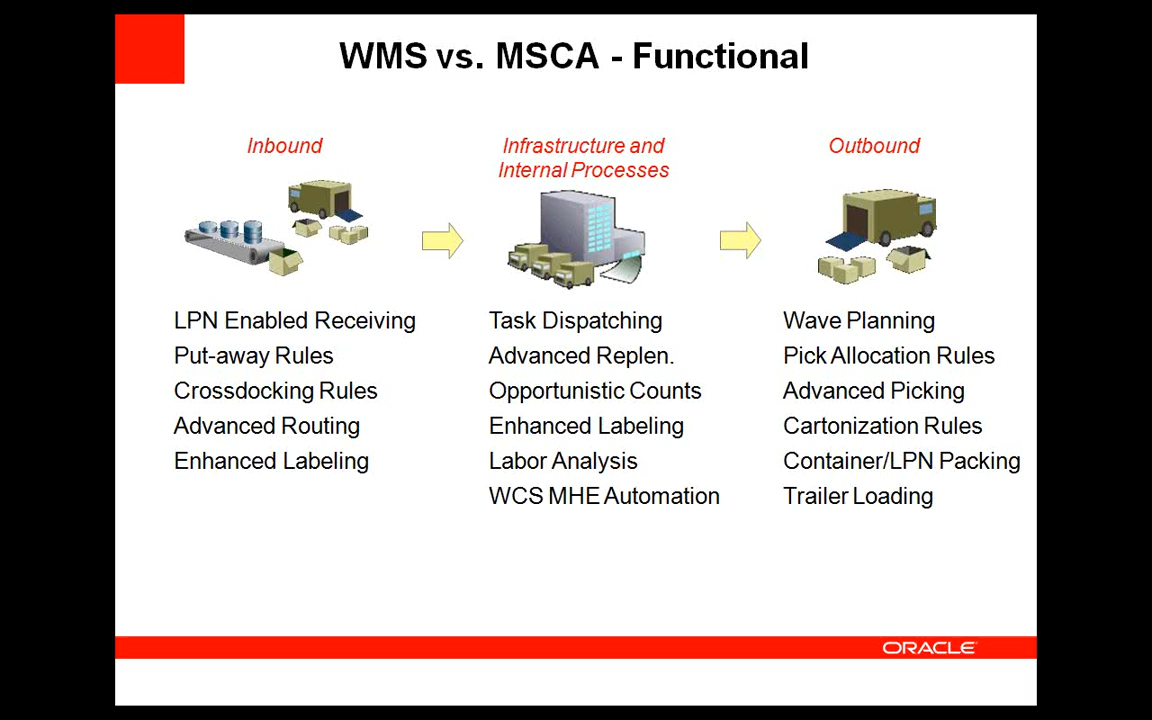 WMS vs. MSCA - Functional
Inbound
LPN Enabled Receiving
Put-away Rules
Crossdocking Rules
Advanced Routing
Enhanced Labeling
Infrastructure and
Internal Processes
Task Dispatching
Advanced Replen.
Opportunistic Counts
Enhanced Labeling
Labor Analysis
WCS MHE Automation
Outbound
Wave Planning
Pick Allocation Rules
Advanced Picking
Cartonization Rules
Container/LPN Packing
Trailer Loading
ORACLE